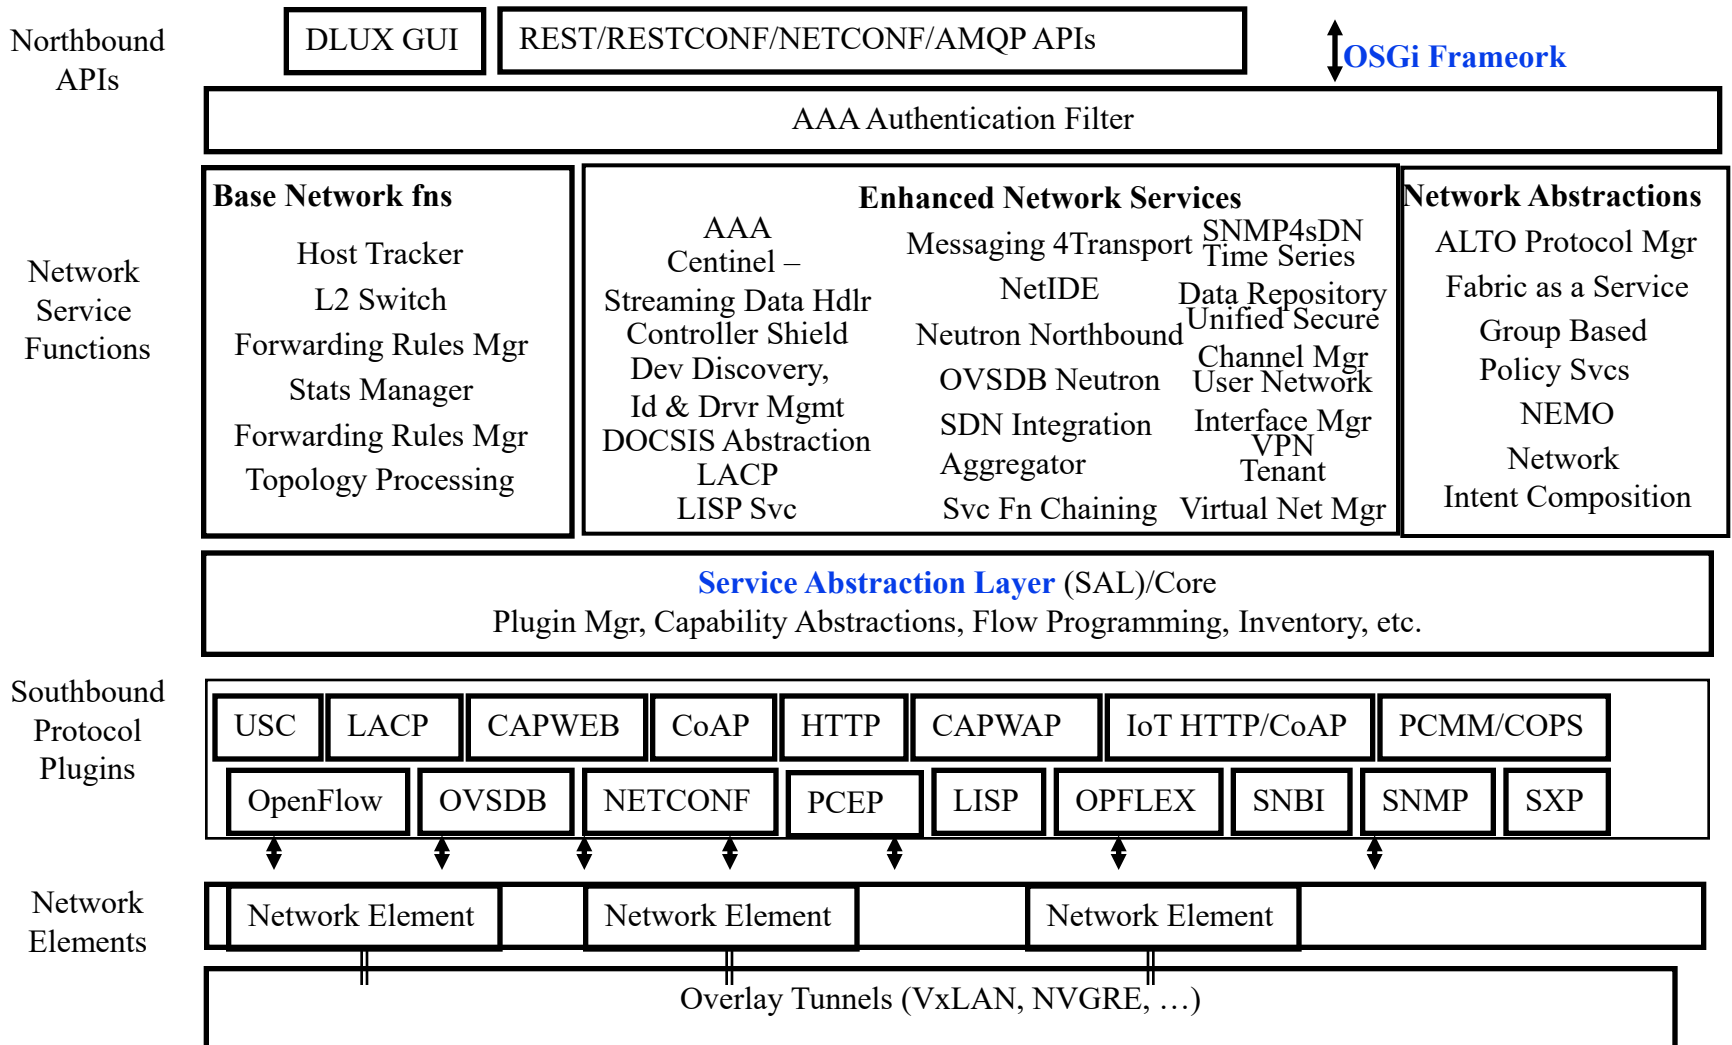 Northbound
APIs
DLUX GUI
REST/RESTCONF/NETCONF/AMQP APIs
OSGi Frameork
AAA Authentication Filter
Network
Service
Functions
Base Network fns
Host Tracker
L2 Switch
Forwarding Rules Mgr
Stats Manager
Forwarding Rules Mgr
Topology Processing
Enhanced Network Services
AAA
Centinel –
Streaming Data Hdlr
Controller Shield
Dev Discovery,
Id & Drvr Mgmt
DOCSIS Abstraction
LACP
LISP Svc
Messaging 4Transport
NetIDE
Neutron Northbound
OVSDB Neutron
SDN Integration
Aggregator
Svc Fn Chaining
SNMP4sDN
Time Series
Data Repository
Unified Secure
Channel Mgr
User Network
Interface Mgr
VPN
Tenant
Virtual Net Mgr
Network Abstractions
ALTO Protocol Mgr
Fabric as a Service
Group Based
Policy Svcs
NEMO
Network
Intent Composition
Service Abstraction Layer (SAL)/Core
Plugin Mgr, Capability Abstractions, Flow Programming, Inventory, etc.
Southbound
Protocol
Plugins
USC
LACP
CAPWEB
CoAP
HTTP
CAPWAP
IoT HTTP/CoAP
PCMM/COPS
OpenFlow
OVSDB
NETCONF
PCEP
LISP
OPFLEX
SNBI
SNMP
SXP
Network
Elements
Network Element
Network Element
Network Element
Overlay Tunnels (VxLAN, NVGRE, …)